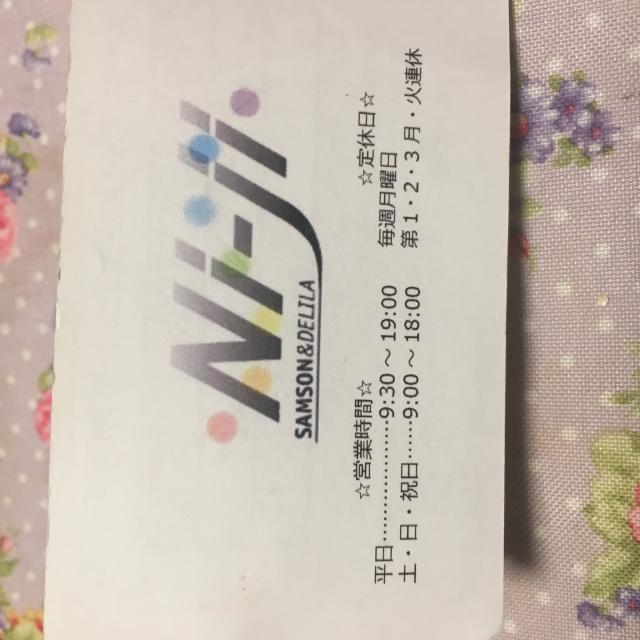 Ni-ji
SAMSON&DELILA
☆営業時間☆
平日…………………9:30～19:00
土・日・祝日……9:00～18:00
☆定休日☆
毎週月曜日
第1・2・3月・火連休